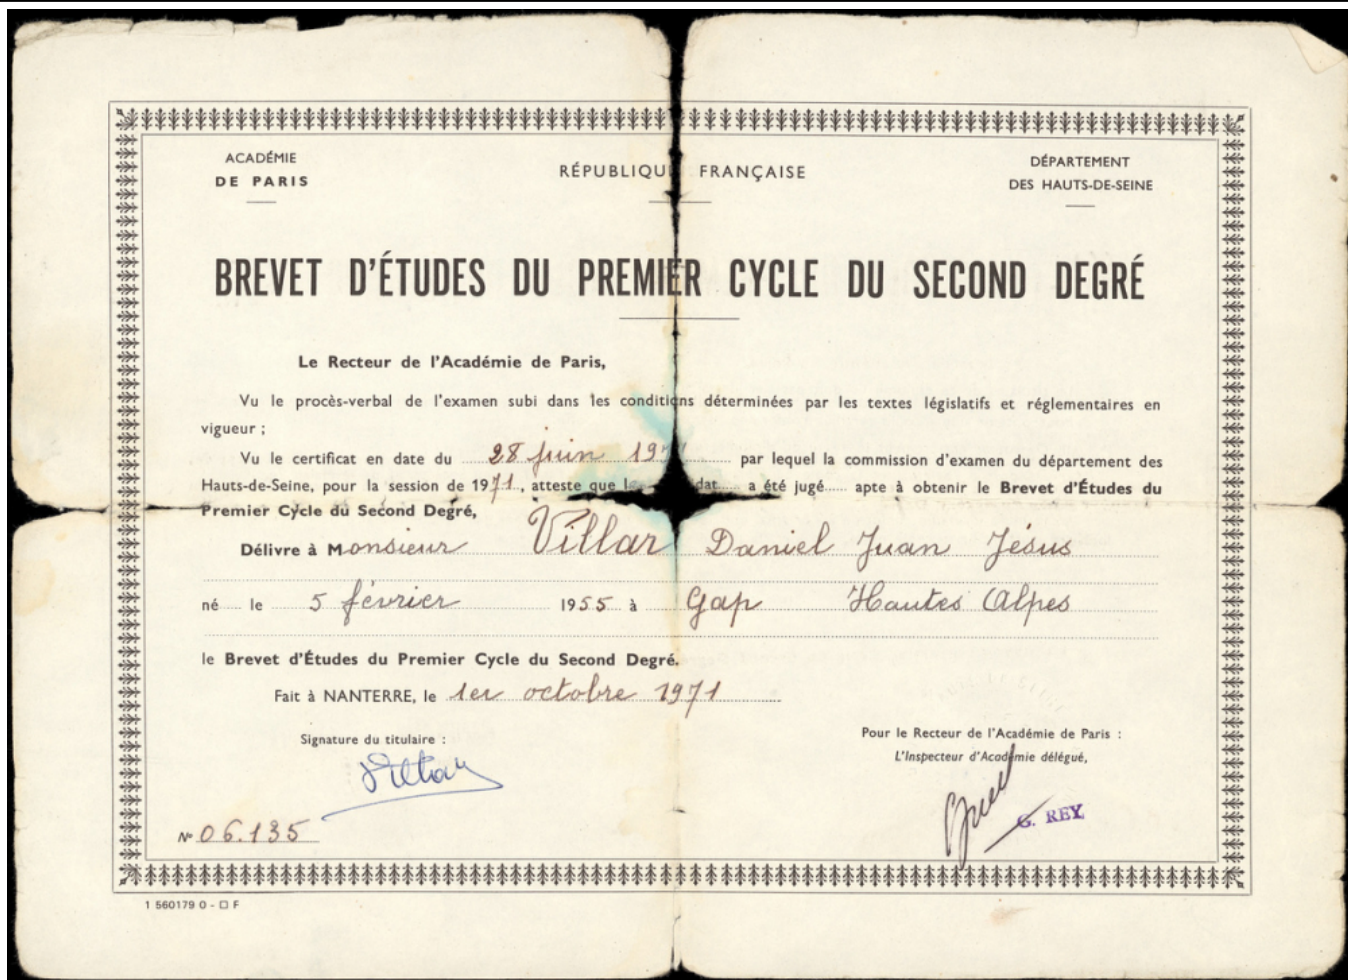 ACADÉMIE
DE PARIS
RÉPUBLIQU FRANÇAISE
DÉPARTEMENT
DES HAUTS-DE-SEINE
BREVET D'ÉTUDES DU PREMIER CYCLE DU SECOND DEGRÉ
Le Recteur de l'Académie de Paris,
Vu le procès-verbal de l'examen subi dans les conditions déterminées par les textes législatifs et réglementaires en
vigueur ;
Vu le certificat en date du 28 juin 197 par lequel la commission d'examen du département des
Hauts-de-Seine, pour la session de 1971, atteste que l dat a été jugé apte à obtenir le Brevet d'Études du
Premier Cycle du Second Degré,
Délivre à Monsieur Villar Daniel Juan Jésus
né le 5 février 1955 à Gap Hautes Alpes
le Brevet d'Études du Premier Cycle du Second Degré.
Fait à NANTERRE, le 1er octobre 1971
Signature du titulaire :
Villar
Pour le Recteur de l'Académie de Paris :
L'Inspecteur d'Académie délégué,
G. REY
N° 06.135
1 560179 0 - □ F